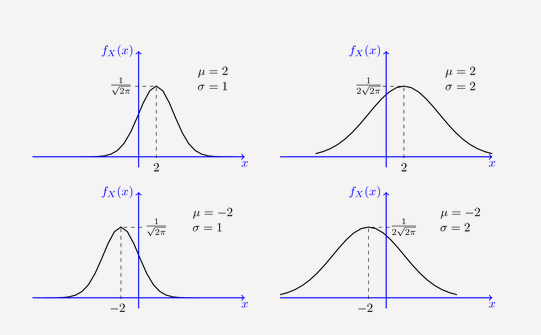 f_X(x)
1/√2π
μ = 2
σ = 1
2
x
f_X(x)
1/2√2π
μ = 2
σ = 2
2
x
f_X(x)
1/√2π
μ = −2
σ = 1
−2
x
f_X(x)
1/2√2π
μ = −2
σ = 2
−2
x